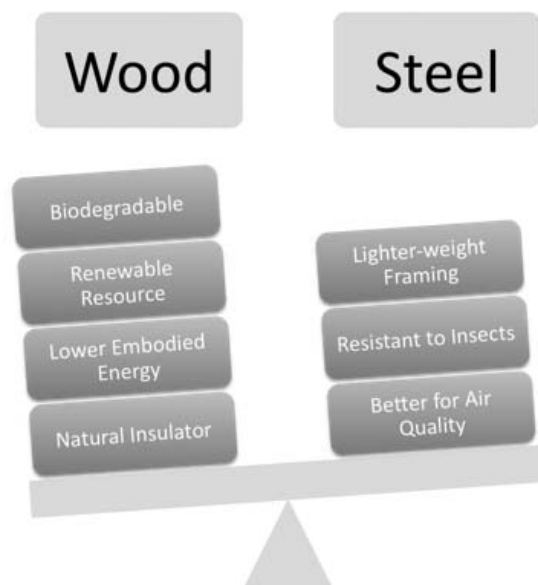 Wood
Steel
Biodegradable
Renewable
Resource
Lower Embodied
Energy
Natural Insulator
Lighter-weight
Framing
Resistant to Insects
Better for Air
Quality